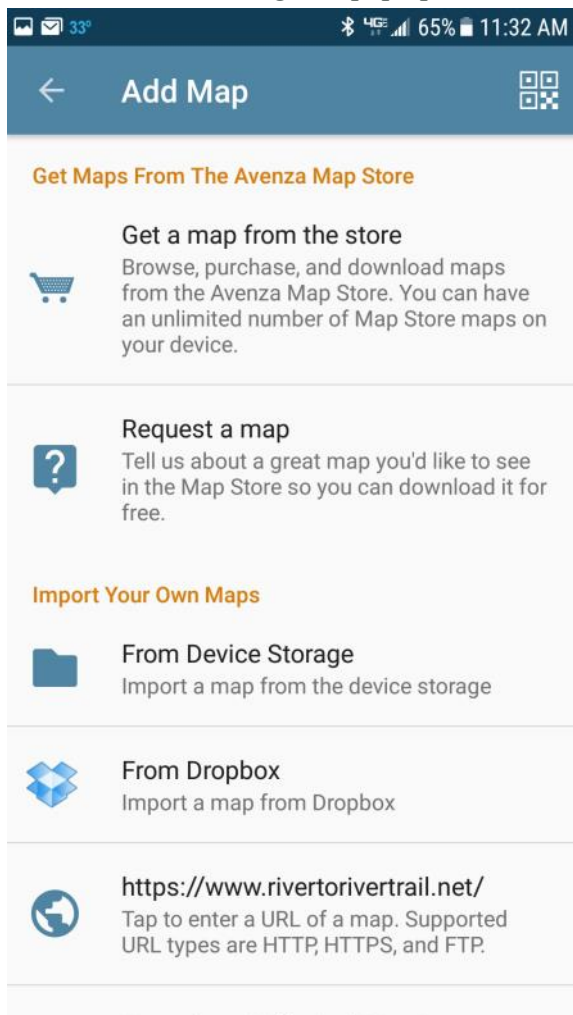 33°
4GE 65% 11:32 AM
Add Map
Get Maps From The Avenza Map Store
Get a map from the store
Browse, purchase, and download maps
from the Avenza Map Store. You can have
an unlimited number of Map Store maps on
your device.
Request a map
Tell us about a great map you'd like to see
in the Map Store so you can download it for
free.
Import Your Own Maps
From Device Storage
Import a map from the device storage
From Dropbox
Import a map from Dropbox
https://www.rivertorivertrail.net/
Tap to enter a URL of a map. Supported
URL types are HTTP, HTTPS, and FTP.